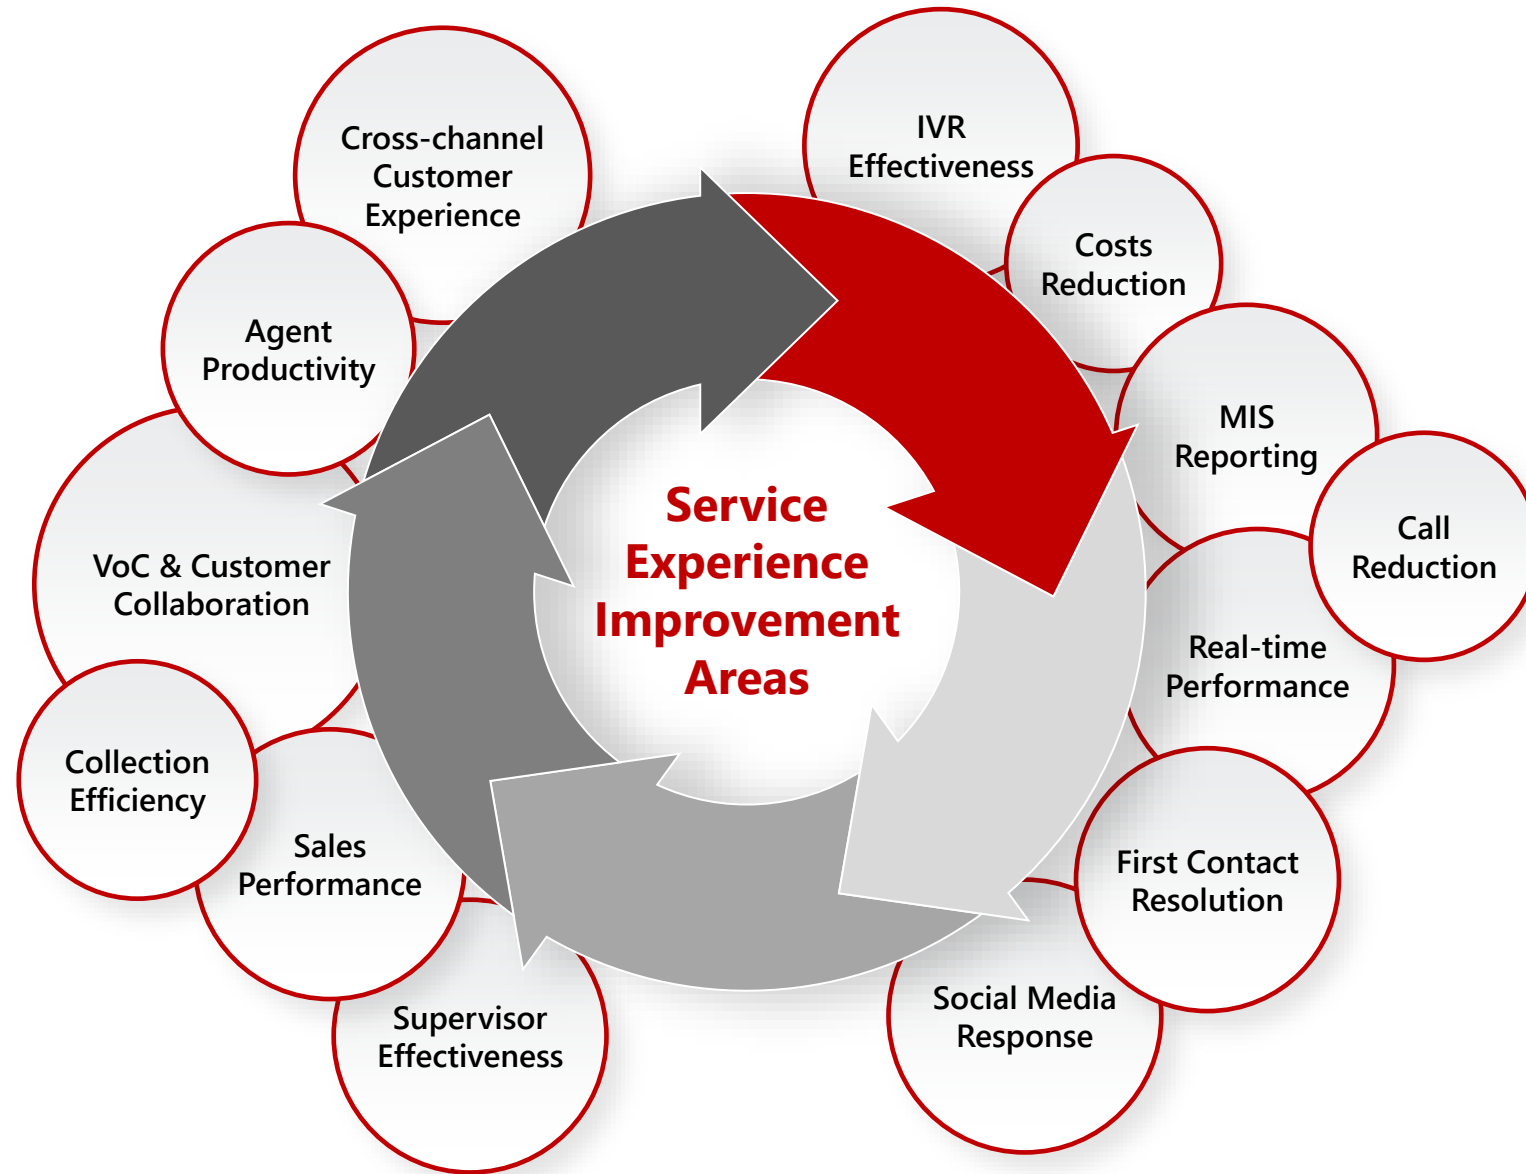 Cross-channel
Customer
Experience
IVR
Effectiveness
Costs
Reduction
Agent
Productivity
MIS
Reporting
Call
Reduction
Service
Experience
Improvement
Areas
VoC & Customer
Collaboration
Real-time
Performance
Collection
Efficiency
Sales
Performance
First Contact
Resolution
Supervisor
Effectiveness
Social Media
Response